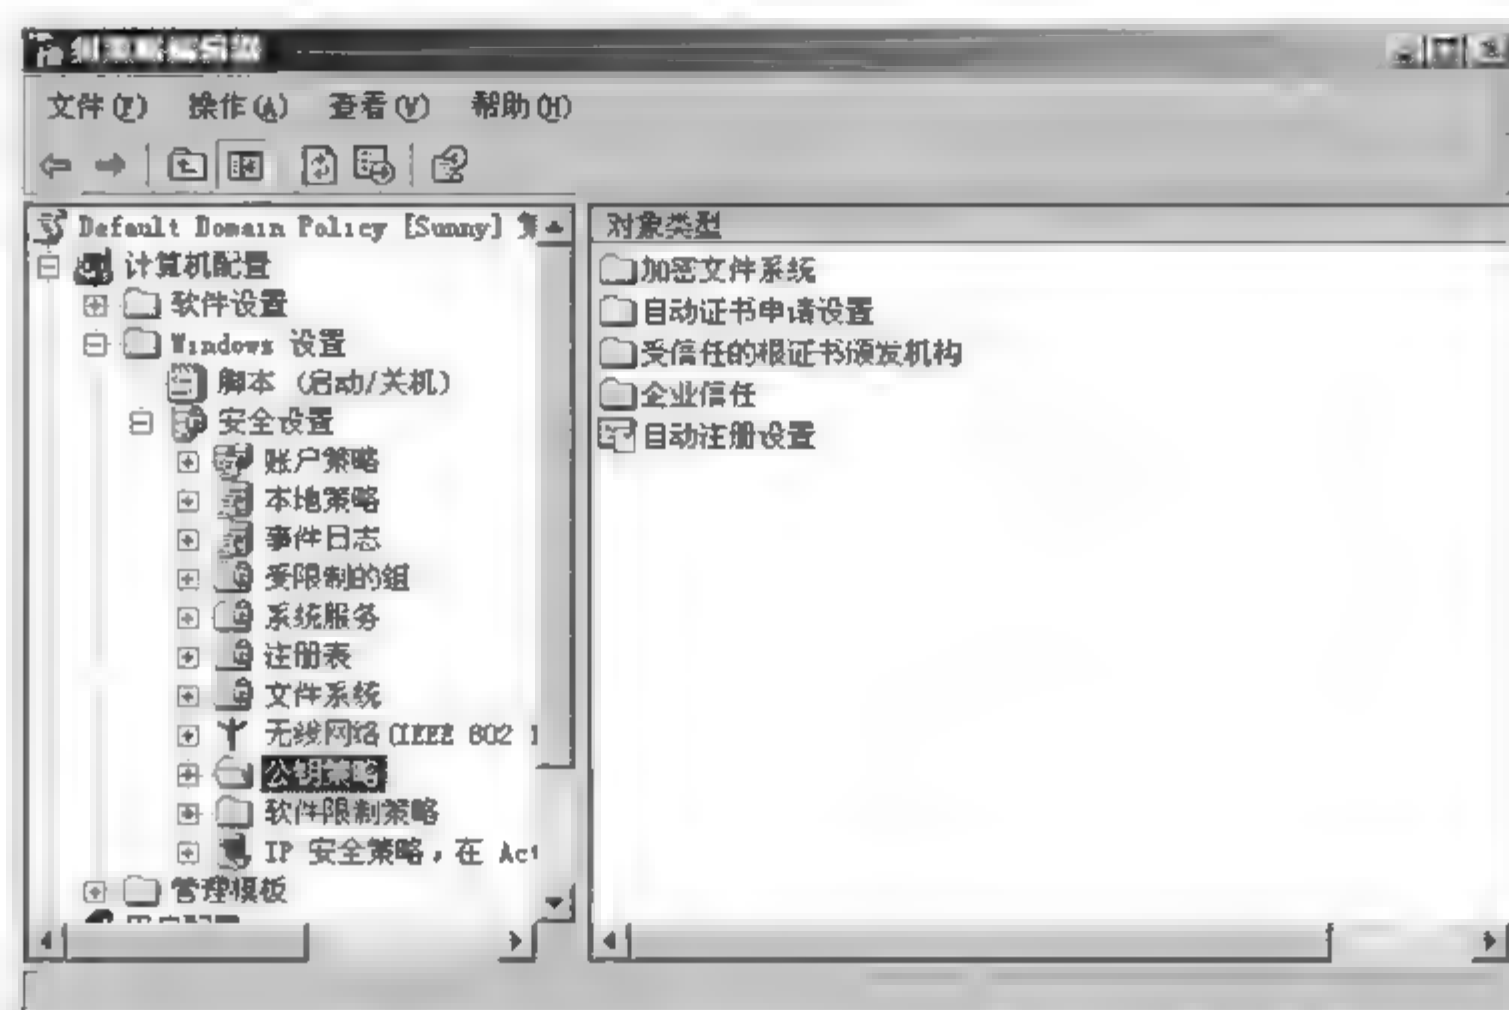 文件(F) 操作(A) 查看(V) 帮助(H)
Default Domain Policy [Sunny]
计算机配置
软件设置
Windows 设置
脚本 (启动/关机)
安全设置
账户策略
本地策略
事件日志
受限制的组
系统服务
注册表
文件系统
无线网络(IEEE 802 1
公钥策略
软件限制策略
IP 安全策略，在 Act
管理模板
对象类型
加密文件系统
自动证书申请设置
受信任的根证书颁发机构
企业信任
自动注册设置